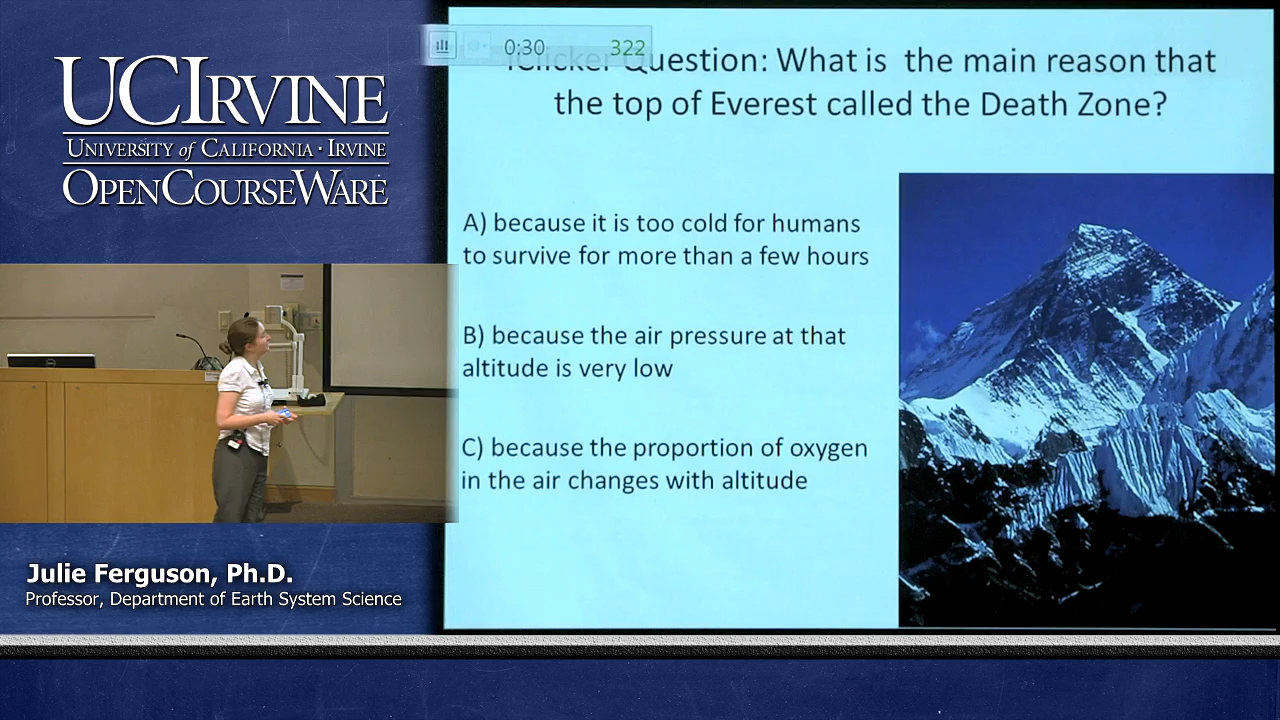 UCIRVINE
UNIVERSITY of CALIFORNIA · IRVINE
OPENCOURSEWARE
0:30 322
iClicker Question: What is the main reason that
the top of Everest called the Death Zone?
A) because it is too cold for humans
to survive for more than a few hours
B) because the air pressure at that
altitude is very low
C) because the proportion of oxygen
in the air changes with altitude
Julie Ferguson, Ph.D.
Professor, Department of Earth System Science